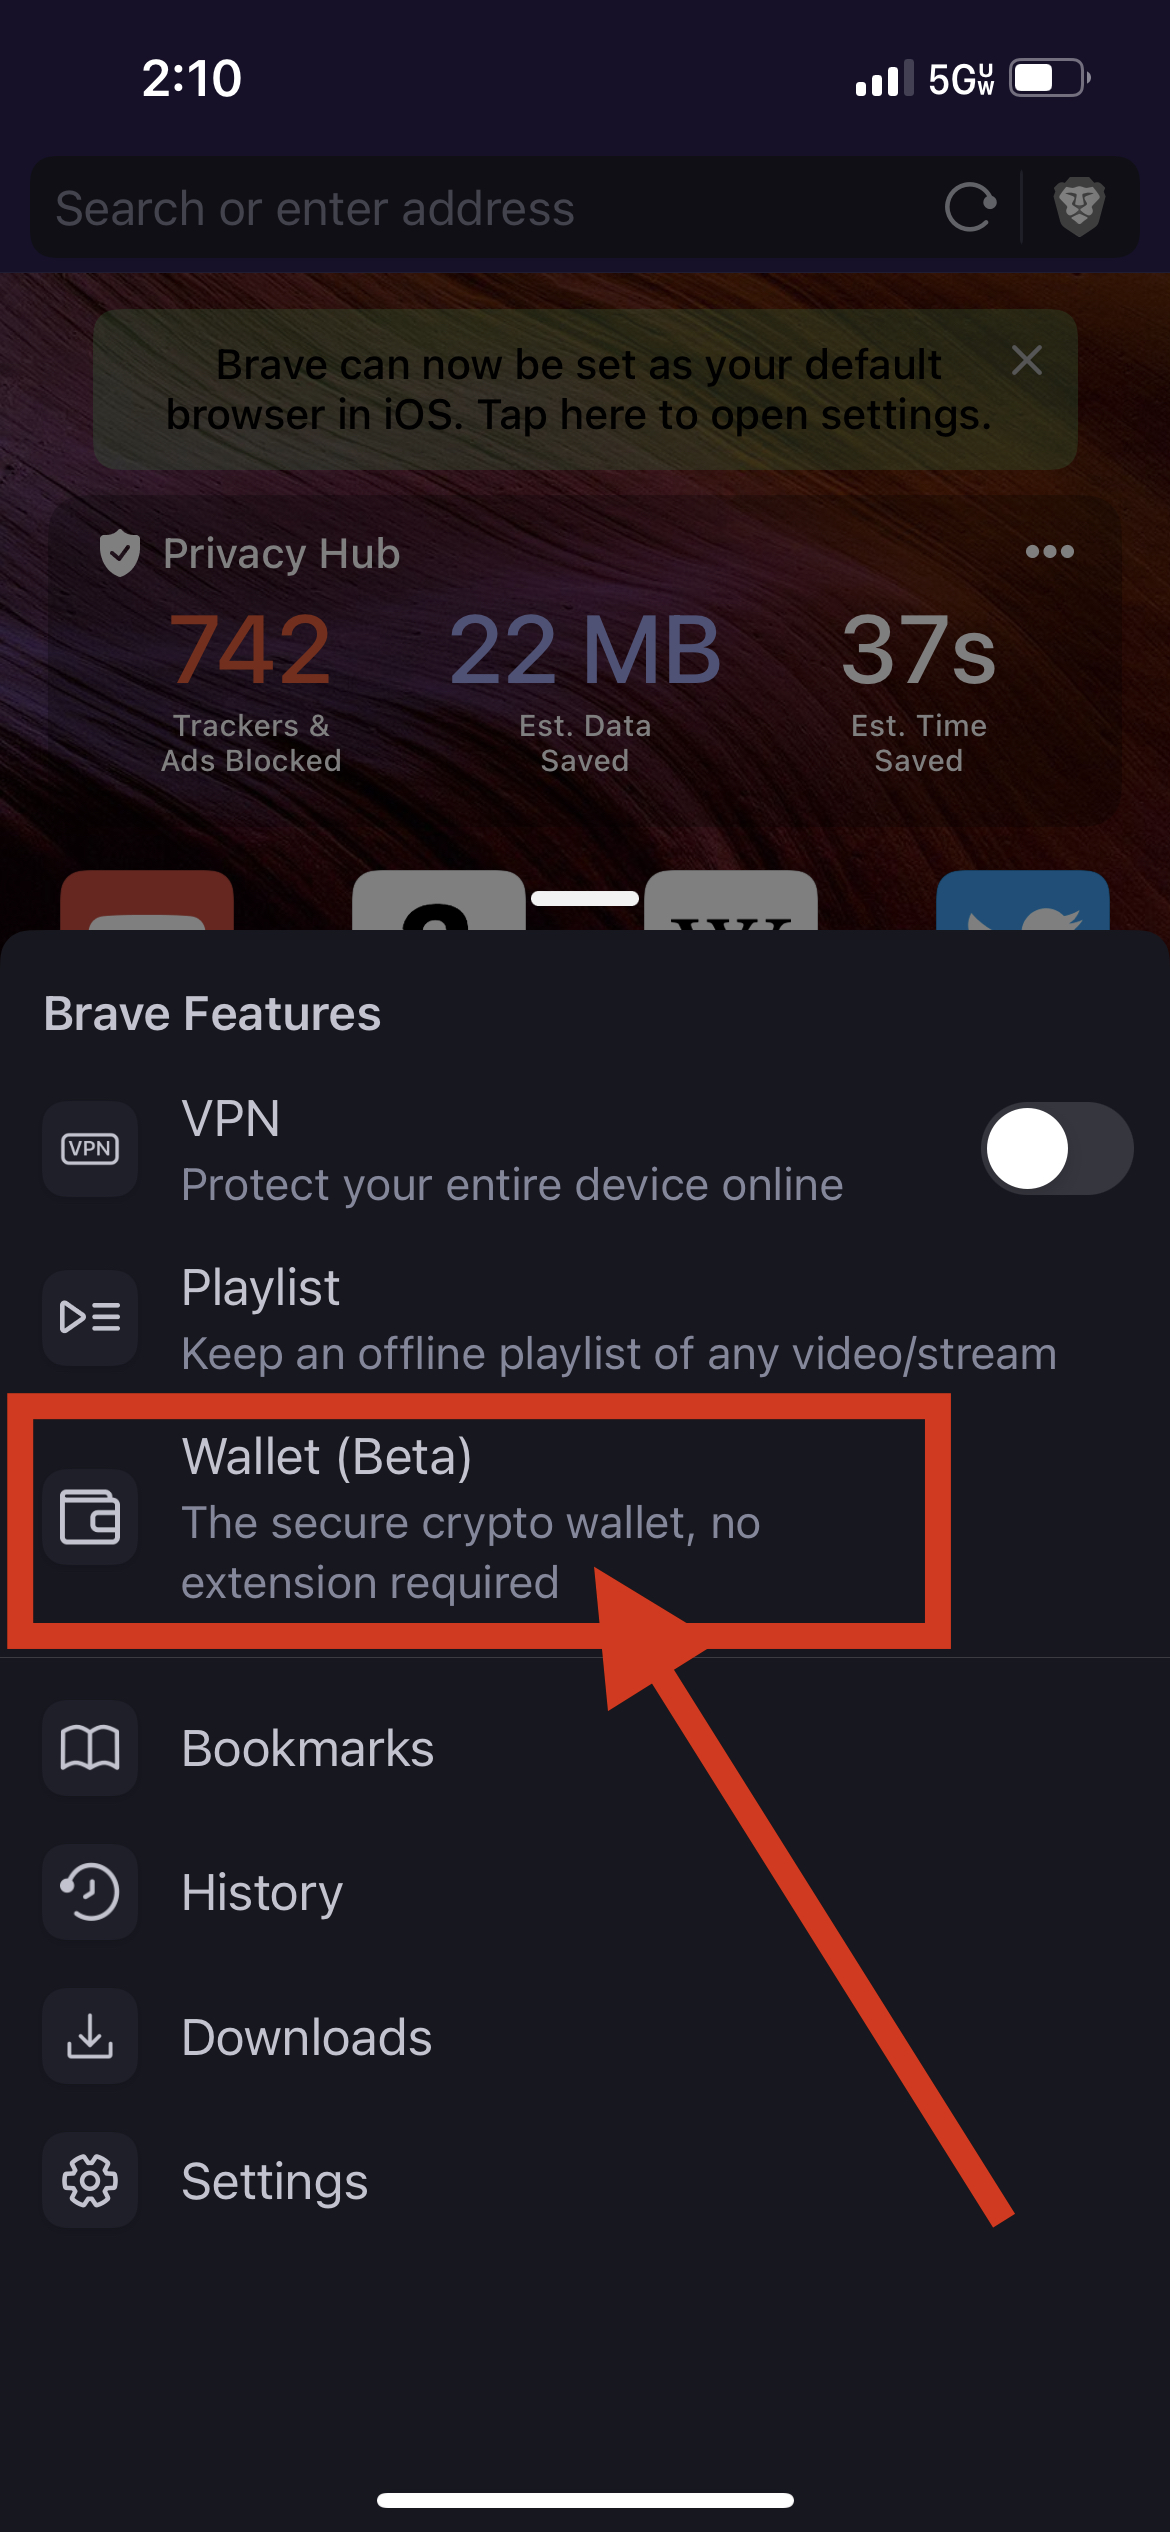 2:10
5G UW
Search or enter address
Brave can now be set as your default
browser in iOS. Tap here to open settings.
Privacy Hub
742
22 MB
37s
Trackers &
Ads Blocked
Est. Data
Saved
Est. Time
Saved
Brave Features
VPN
VPN
Protect your entire device online
Playlist
Keep an offline playlist of any video/stream
Wallet (Beta)
The secure crypto wallet, no
extension required
Bookmarks
History
Downloads
Settings